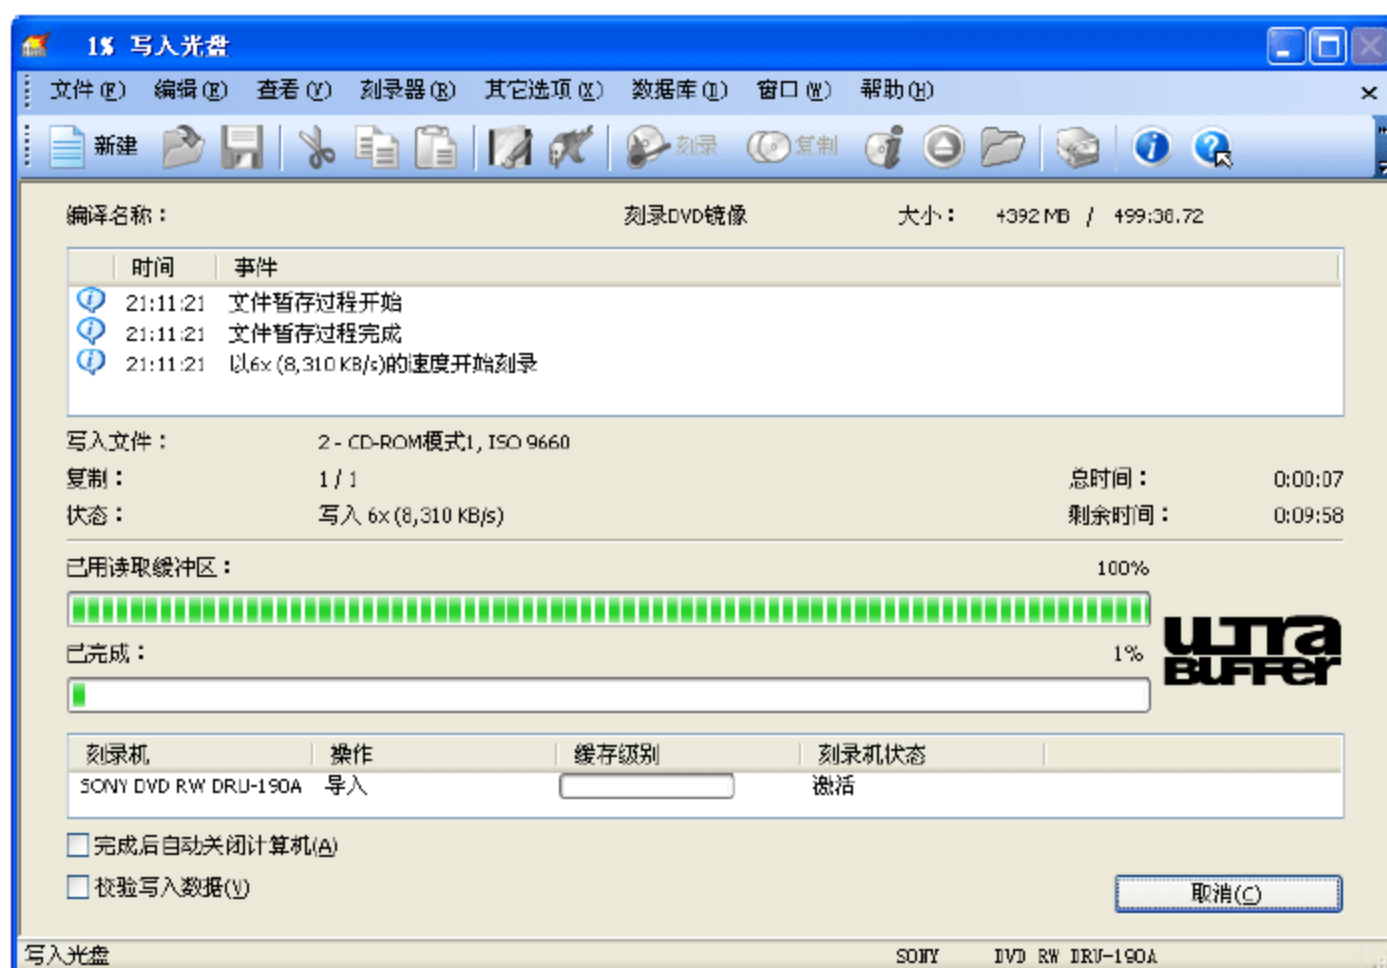 1% 写入光盘
文件(F) 编辑(E) 查看(V) 刻录器(R) 其它选项(X) 数据库(D) 窗口(W) 帮助(H)
新建 刻录 复制
编译名称： 刻录DVD镜像 大小： 4392 MB / 499:38.72
时间 事件
21:11:21 文件暂存过程开始
21:11:21 文件暂存过程完成
21:11:21 以6x (8,310 KB/s)的速度开始刻录
写入文件： 2 - CD-ROM模式1, ISO 9660
复制： 1 / 1 总时间： 0:00:07
状态： 写入 6x (8,310 KB/s) 剩余时间： 0:09:58
已用读取缓冲区： 100%
已完成： 1%
ULTRA
BUFFER
刻录机 操作 缓存级别 刻录机状态
SONY DVD RW DRU-190A 导入 激活
完成后自动关闭计算机(A)
校验写入数据(V)
取消(C)
写入光盘 SONY DVD RW DRU-190A